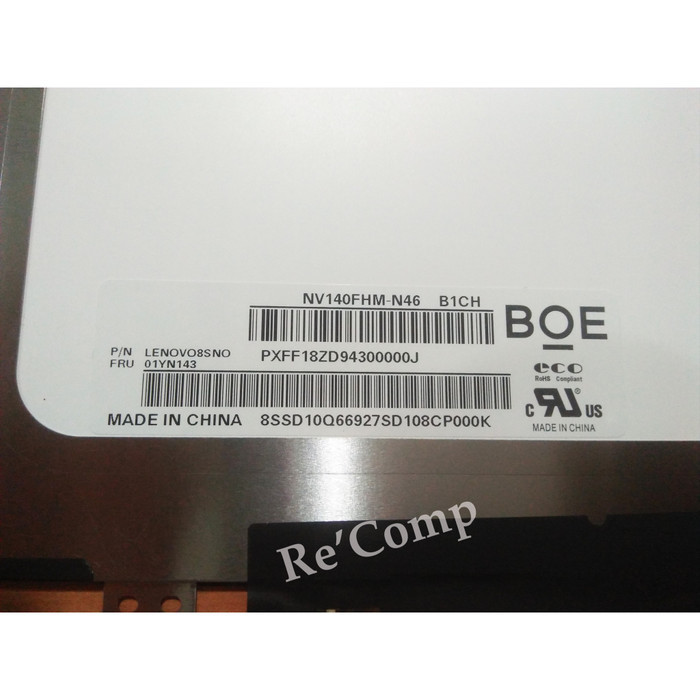 NV140FHM-N46 B1CH
BOE
P/N LENOVO8SNO PXFF18ZD94300000J
FRU 01YN143
eco
RoHS Compliant
c RU ® US
MADE IN CHINA 8SSD10Q66927SD108CP000K
MADE IN CHINA
Re'Comp